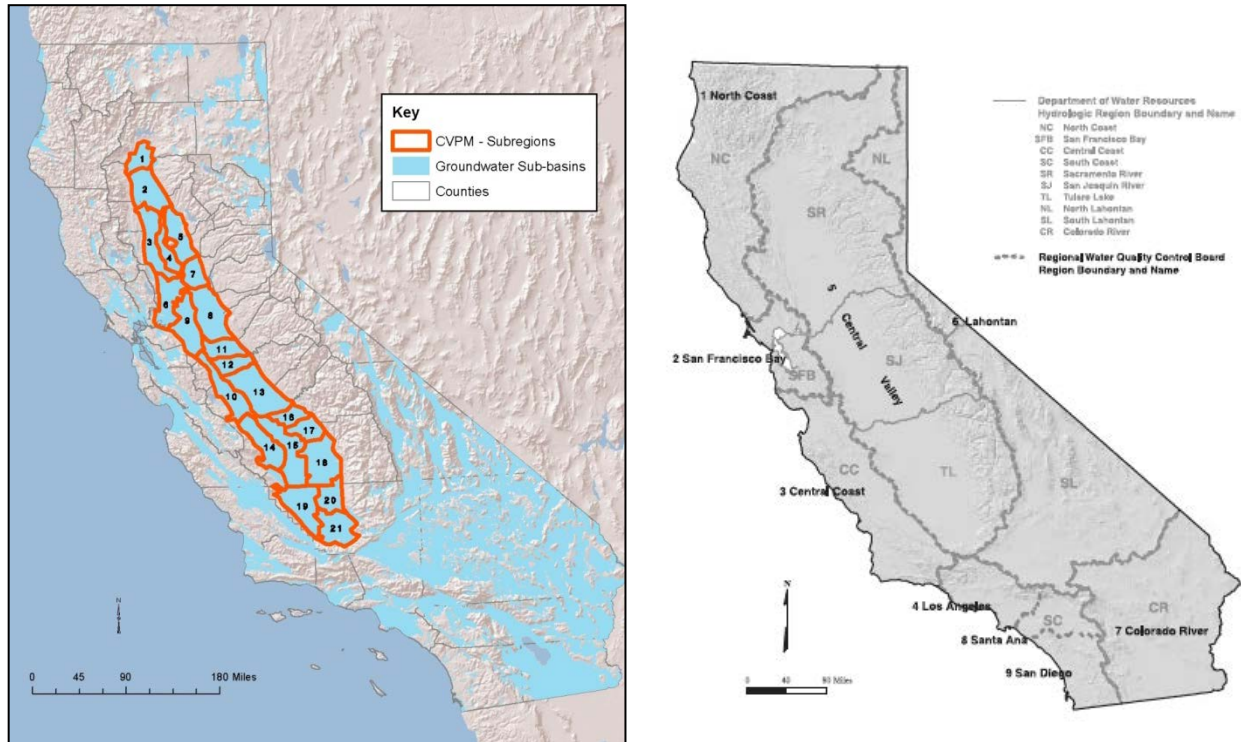 Key
CVPM - Subregions
Groundwater Sub-basins
Counties
1
2
3
5
4
7
6
8
9
11
12
13
10
16
17
15
14
18
20
19
21
N
0 45 90 180 Miles
1 North Coast
NC
NL
SR
5
Central
Valley
6 Lahontan
2 San Francisco Bay
SFB
SJ
CC
TL
SL
3 Central Coast
4 Los Angeles
SC
CR
8 Santa Ana
7 Colorado River
9 San Diego
N
0 40 80 Miles
Department of Water Resources
Hydrologic Region Boundary and Name
NC North Coast
SFB San Francisco Bay
CC Central Coast
SC South Coast
SR Sacramento River
SJ San Joaquin River
TL Tulare Lake
NL North Lahontan
SL South Lahontan
CR Colorado River
Regional Water Quality Control Board
Region Boundary and Name